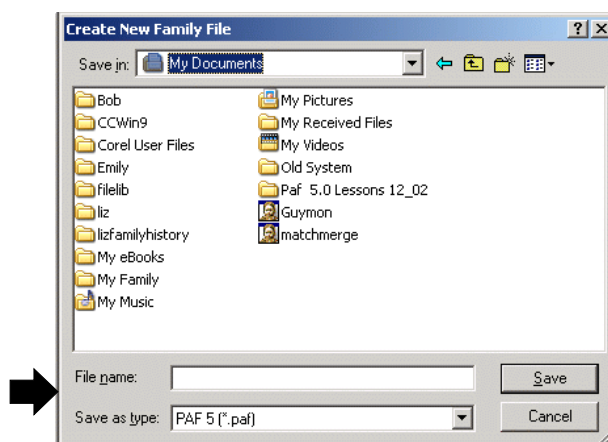 Create New Family File
Save in: My Documents
Bob
CCWin9
Corel User Files
Emily
filelib
liz
lizfamilyhistory
My eBooks
My Family
My Music
My Pictures
My Received Files
My Videos
Old System
Paf 5.0 Lessons 12_02
Guymon
matchmerge
File name:
Save
Save as type: PAF 5 (*.paf)
Cancel